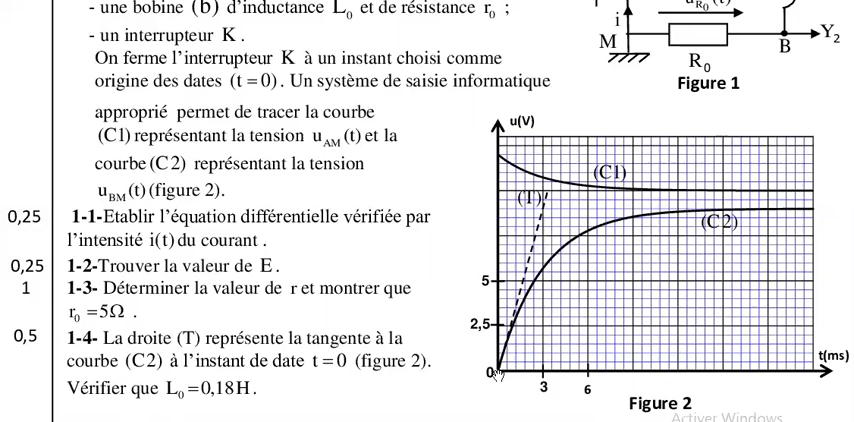 - une bobine (b) d'inductance L₀ et de résistance r₀ ;
- un interrupteur K .
On ferme l'interrupteur K à un instant choisi comme
origine des dates (t = 0). Un système de saisie informatique
approprié permet de tracer la courbe
(C1) représentant la tension u_AM (t) et la
courbe (C2) représentant la tension
u_BM (t) (figure 2).
0,25 1-1-Etablir l'équation différentielle vérifiée par
l'intensité i(t) du courant .
0,25 1-2-Trouver la valeur de E .
1 1-3- Déterminer la valeur de r et montrer que
r₀ =5Ω .
0,5 1-4- La droite (T) représente la tangente à la
courbe (C2) à l'instant de date t = 0 (figure 2).
Vérifier que L₀ = 0,18H .
i
M
R₀
B
Y₂
Figure 1
u(V)
(C1)
(T)
(C2)
5
2,5
0
3
6
t(ms)
Figure 2
Activer Windows